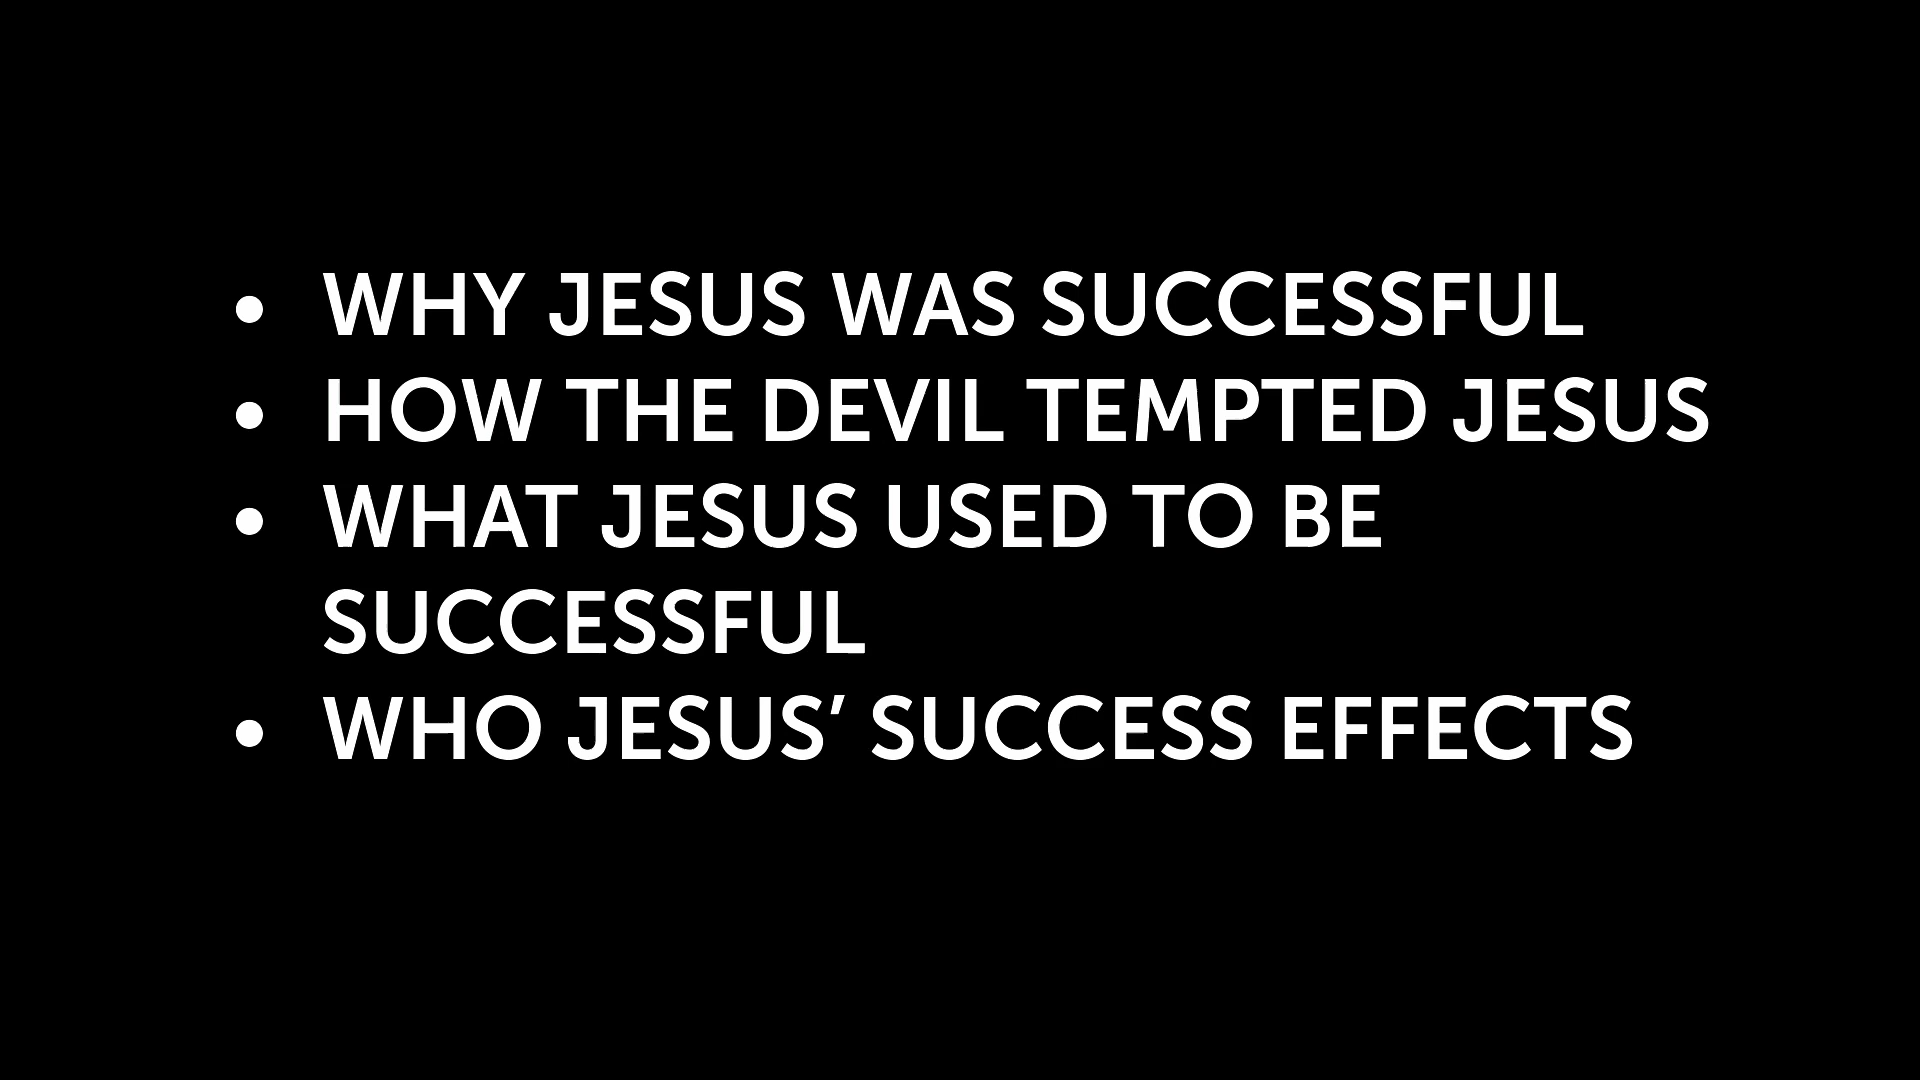 • WHY JESUS WAS SUCCESSFUL
• HOW THE DEVIL TEMPTED JESUS
• WHAT JESUS USED TO BE
SUCCESSFUL
• WHO JESUS’ SUCCESS EFFECTS